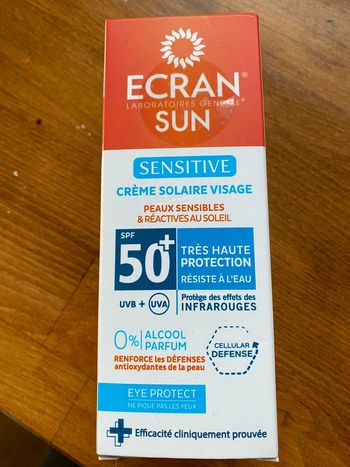 ECRAN®
LABORATOIRES GENESSE®
SUN
SENSITIVE
CRÈME SOLAIRE VISAGE
PEAUX SENSIBLES
& RÉACTIVES AU SOLEIL
SPF
50+
TRÈS HAUTE
PROTECTION
RÉSISTE À L'EAU
UVB + UVA
Protège des effets des
INFRAROUGES
0% ALCOOL
PARFUM
CELLULAR
DEFENSE
RENFORCE les DÉFENSES
antioxydantes de la peau
EYE PROTECT
NE PIQUE PAS LES YEUX
Efficacité cliniquement prouvée